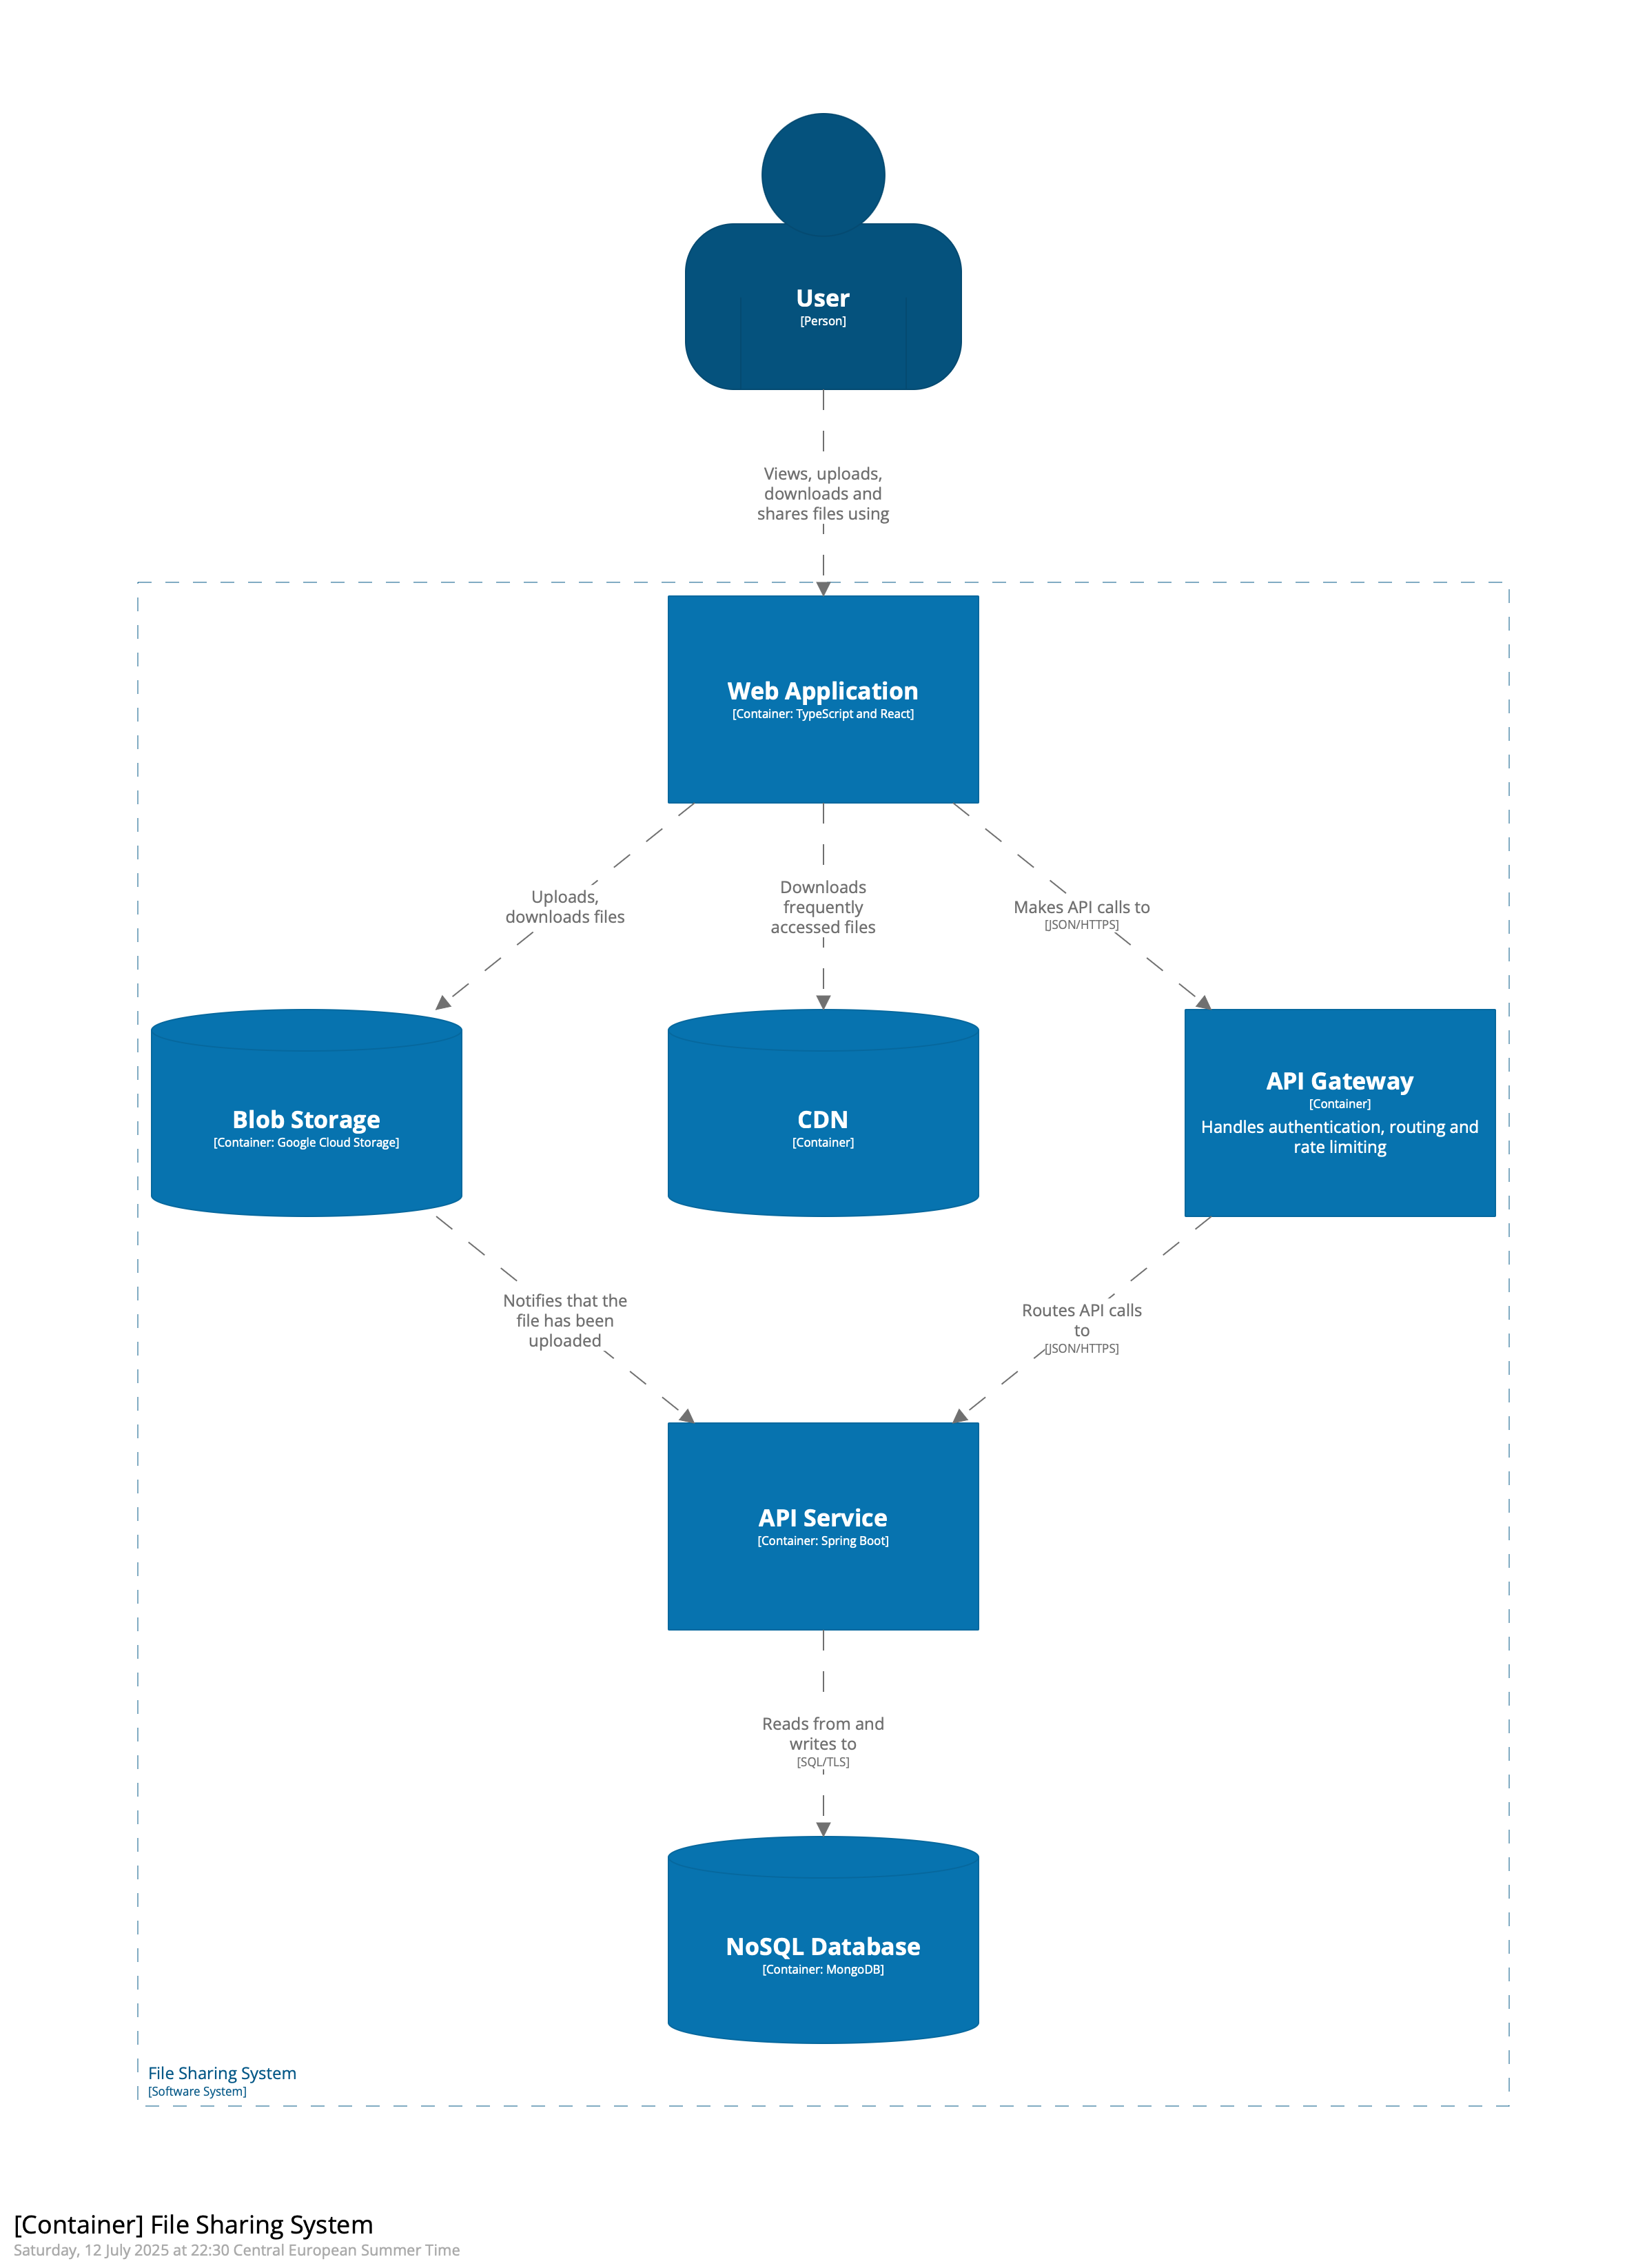 User
[Person]
Views, uploads,
downloads and
shares files using
Web Application
[Container: TypeScript and React]
Uploads,
downloads files
Downloads
frequently
accessed files
Makes API calls to
[JSON/HTTPS]
Blob Storage
[Container: Google Cloud Storage]
CDN
[Container]
API Gateway
[Container]
Handles authentication, routing and
rate limiting
Notifies that the
file has been
uploaded
Routes API calls
to
[JSON/HTTPS]
API Service
[Container: Spring Boot]
Reads from and
writes to
[SQL/TLS]
NoSQL Database
[Container: MongoDB]
File Sharing System
[Software System]
[Container] File Sharing System
Saturday, 12 July 2025 at 22:30 Central European Summer Time